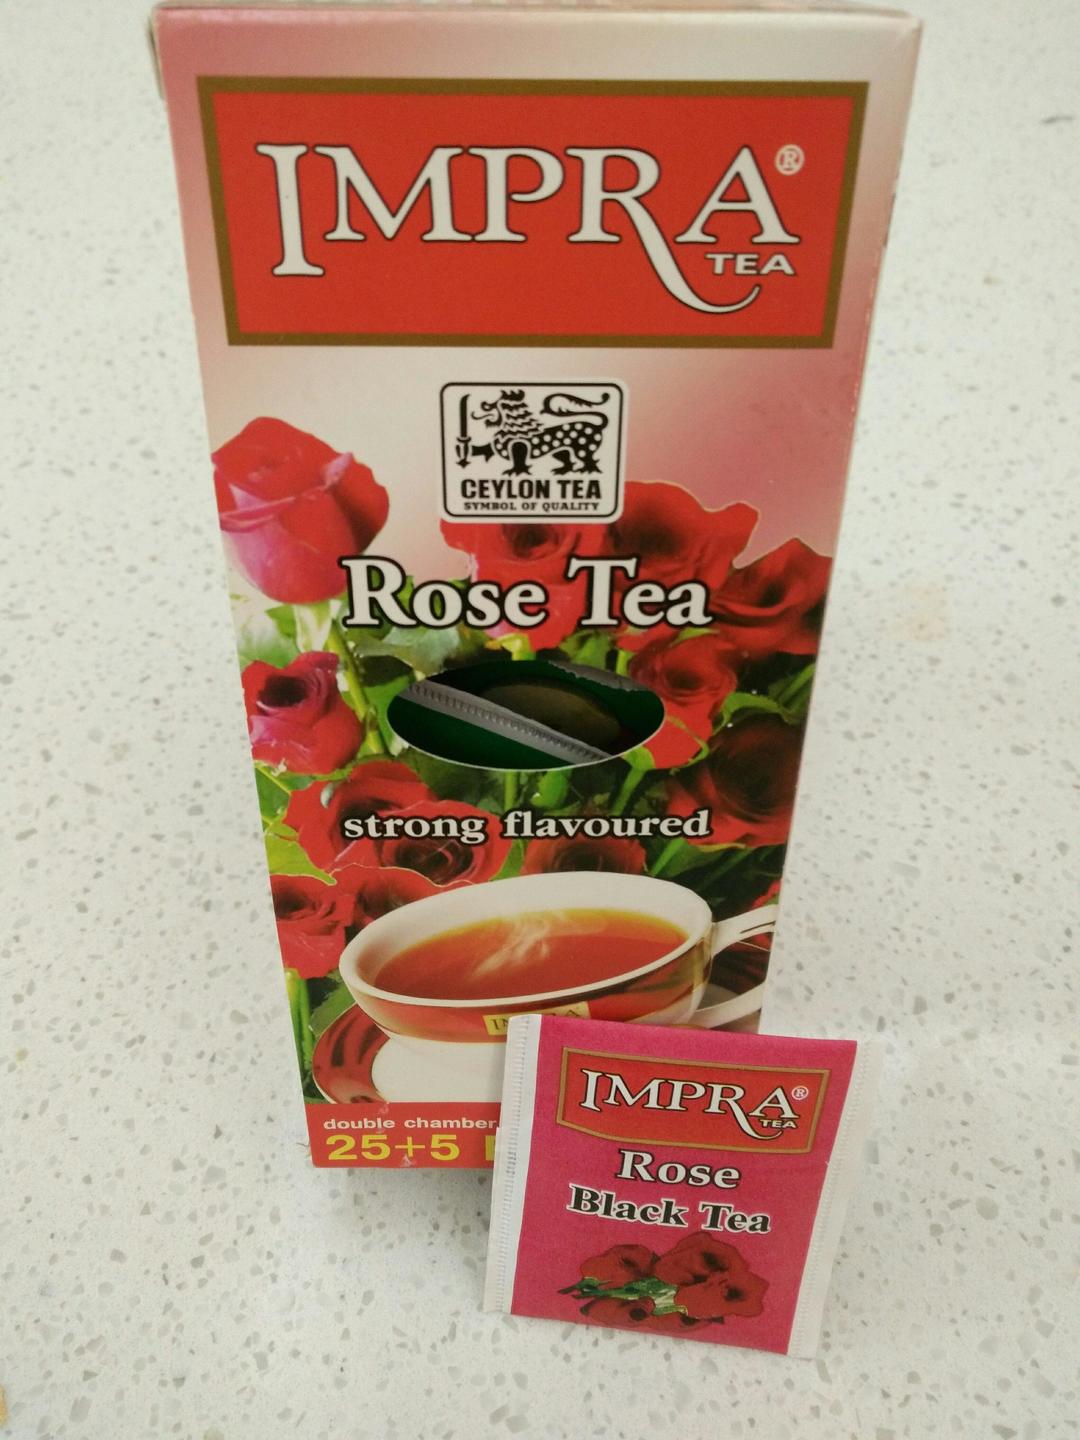 IMPRA®
TEA
CEYLON TEA
SYMBOL OF QUALITY
Rose Tea
strong flavoured
double chamber
25+5
IMPRA®
TEA
Rose
Black Tea